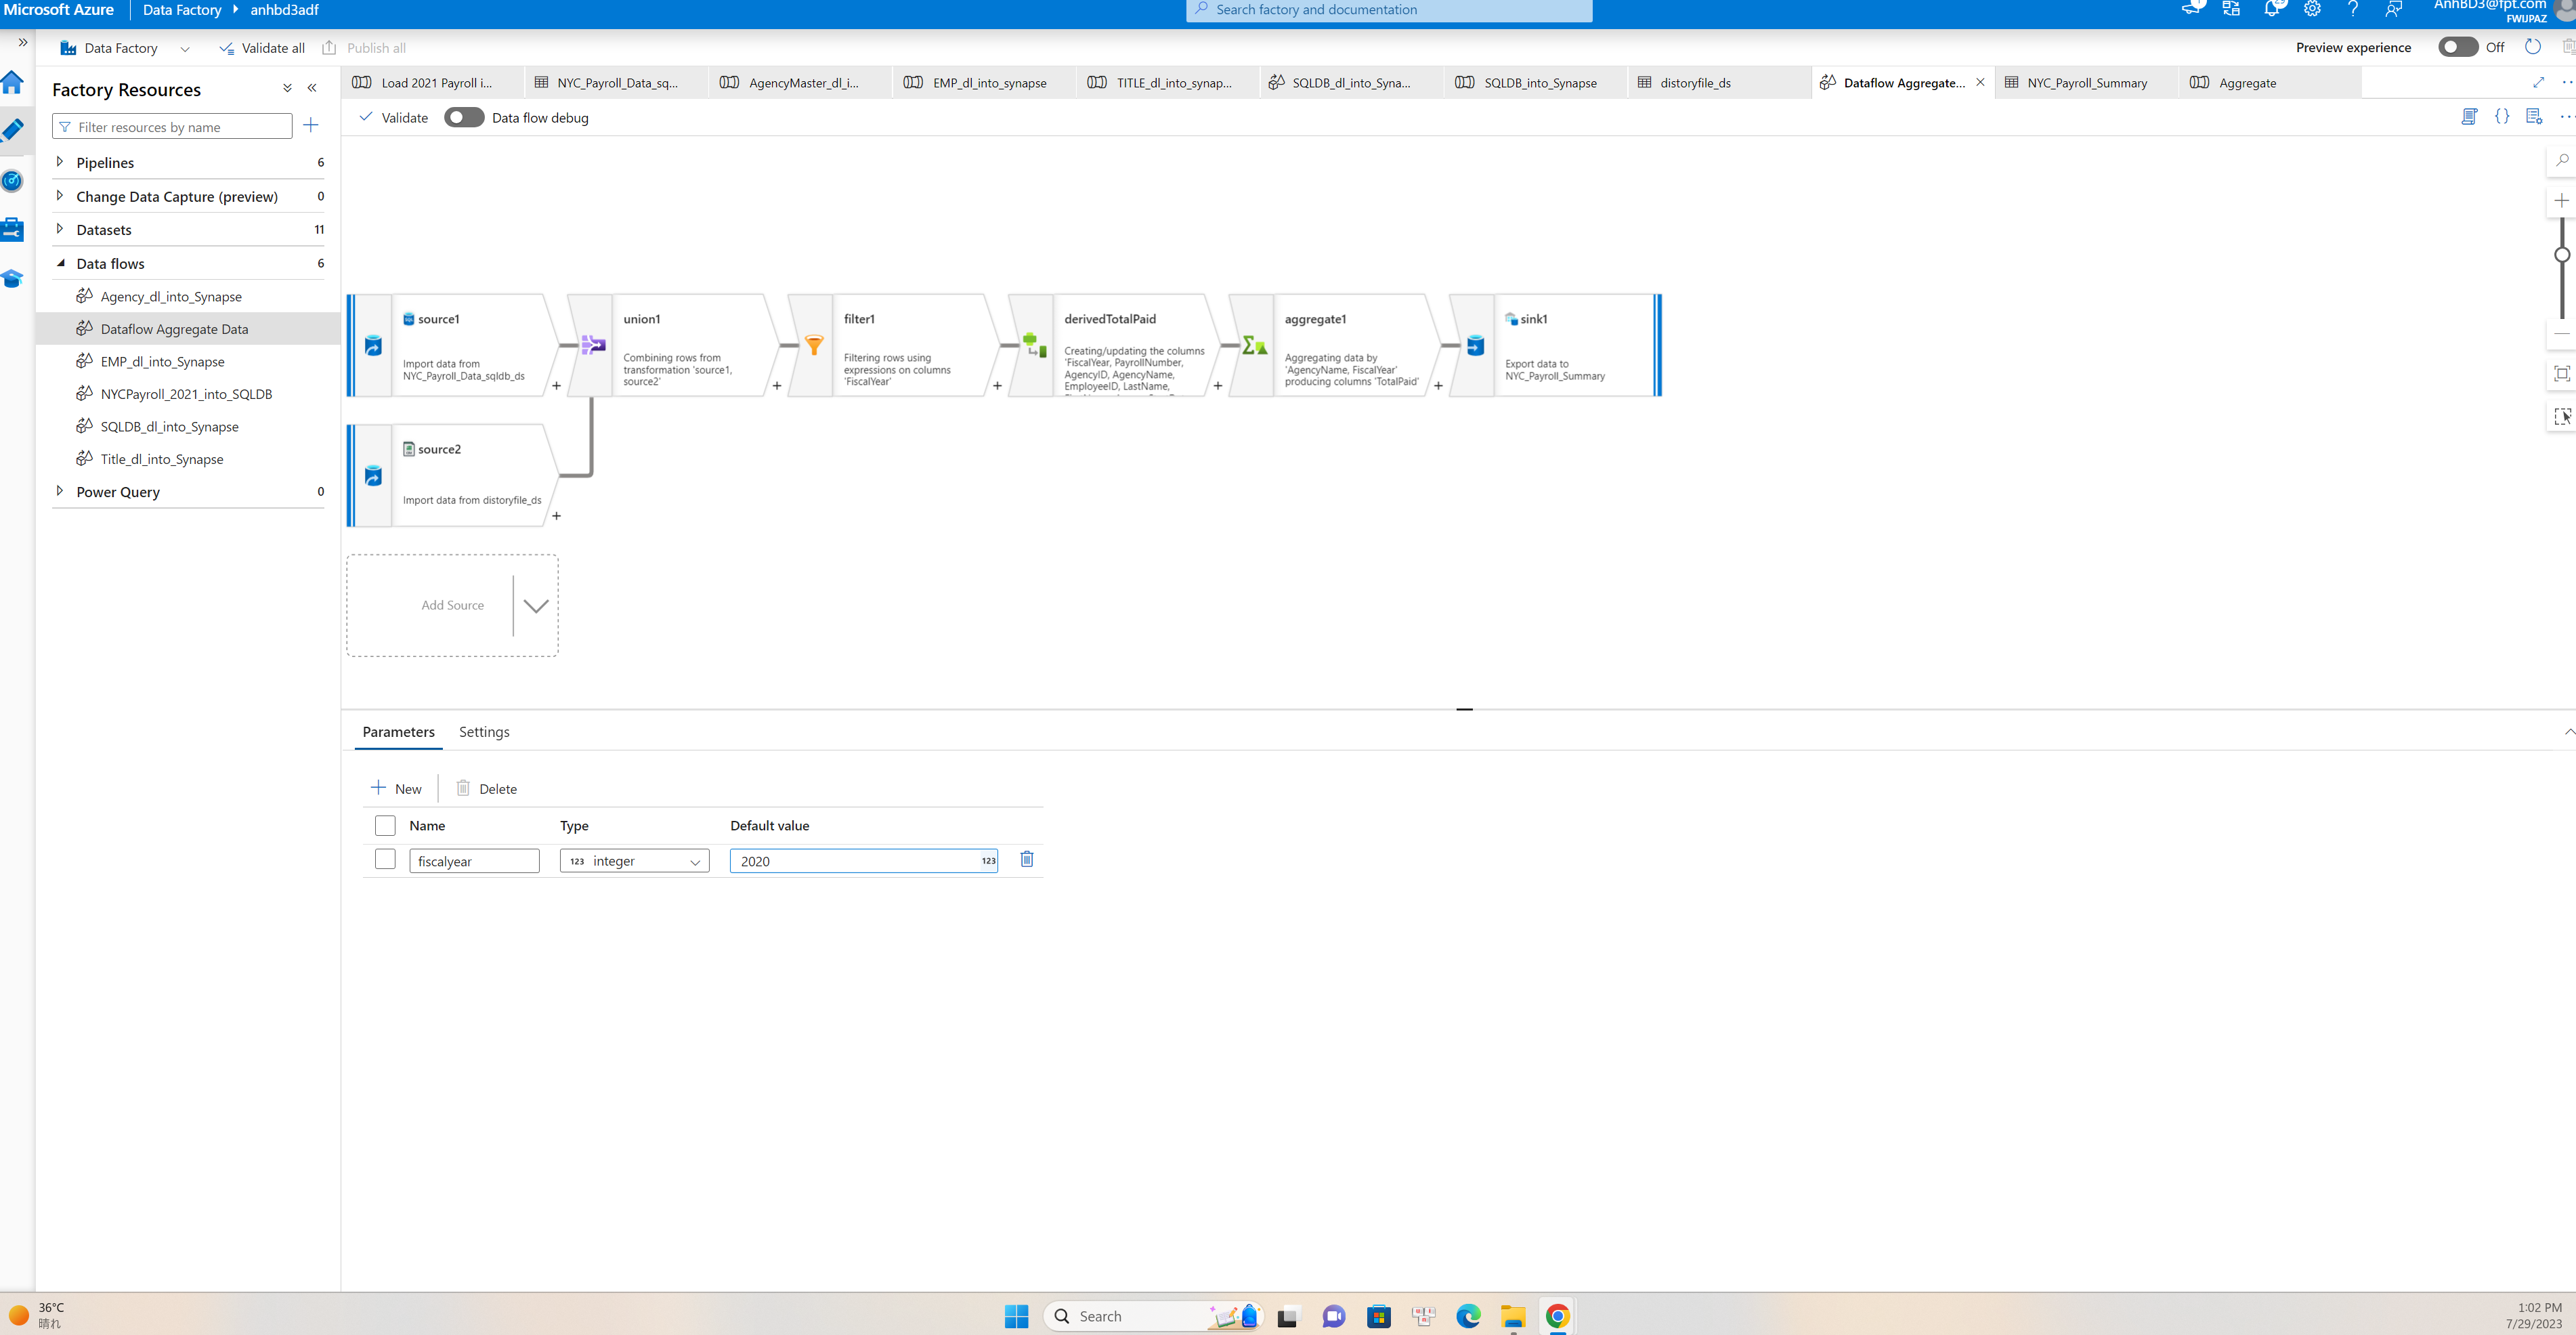 Microsoft Azure
Data Factory
anhbd3adf
Search factory and documentation
AnhBD3@fpt.com
FWIJPAZ
Data Factory
Validate all
Publish all
Preview experience
Off
Factory Resources
Filter resources by name
Pipelines 6
Change Data Capture (preview) 0
Datasets 11
Data flows 6
Agency_dl_into_Synapse
Dataflow Aggregate Data
EMP_dl_into_Synapse
NYCPayroll_2021_into_SQLDB
SQLDB_dl_into_Synapse
Title_dl_into_Synapse
Power Query 0
Load 2021 Payroll i...
NYC_Payroll_Data_sq...
AgencyMaster_dl_i...
EMP_dl_into_synapse
TITLE_dl_into_synap...
SQLDB_dl_into_Syna...
SQLDB_into_Synapse
distoryfile_ds
Dataflow Aggregate...
NYC_Payroll_Summary
Aggregate
Validate
Data flow debug
source1
Import data from
NYC_Payroll_Data_sqldb_ds
union1
Combining rows from
transformation 'source1,
source2'
filter1
Filtering rows using
expressions on columns
'FiscalYear'
derivedTotalPaid
Creating/updating the columns
'FiscalYear, PayrollNumber,
AgencyID, AgencyName,
EmployeeID, LastName,
aggregate1
Aggregating data by
'AgencyName, FiscalYear'
producing columns 'TotalPaid'
sink1
Export data to
NYC_Payroll_Summary
source2
Import data from distoryfile_ds
Add Source
Parameters
Settings
New
Delete
Name Type Default value
fiscalyear 123 integer 2020 123
36°C
晴れ
Search
1:02 PM
7/29/2023